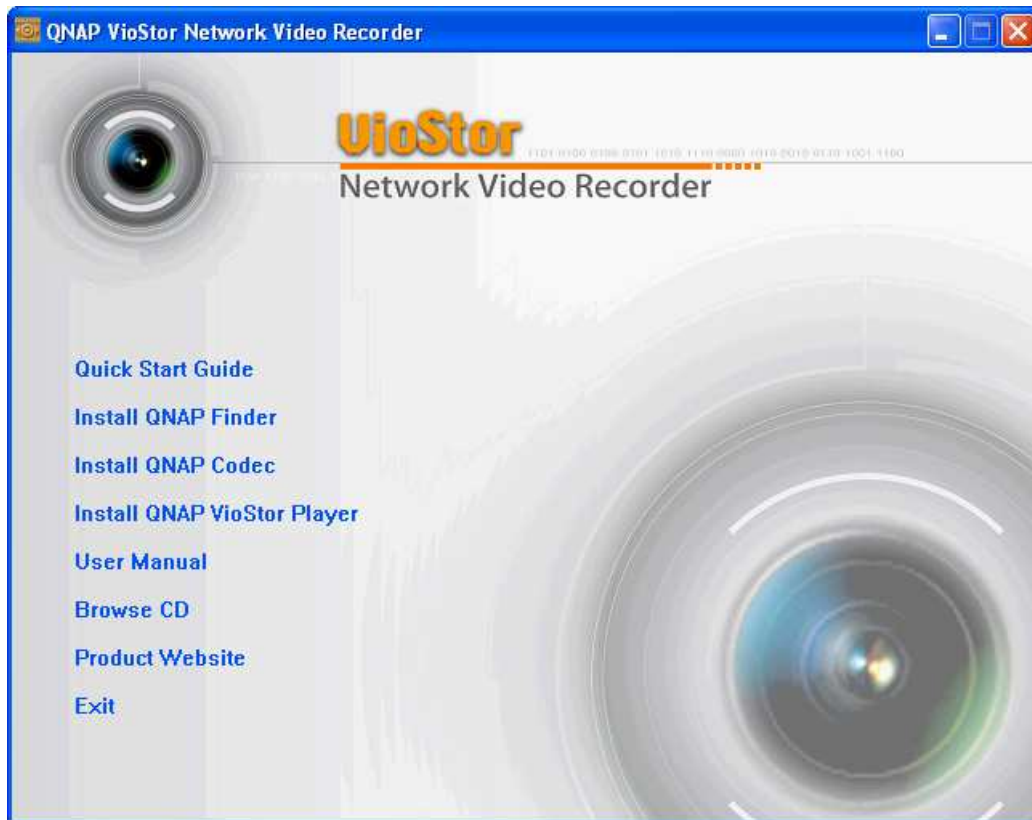 QNAP VioStor Network Video Recorder
VioStor
Network Video Recorder
Quick Start Guide
Install QNAP Finder
Install QNAP Codec
Install QNAP VioStor Player
User Manual
Browse CD
Product Website
Exit